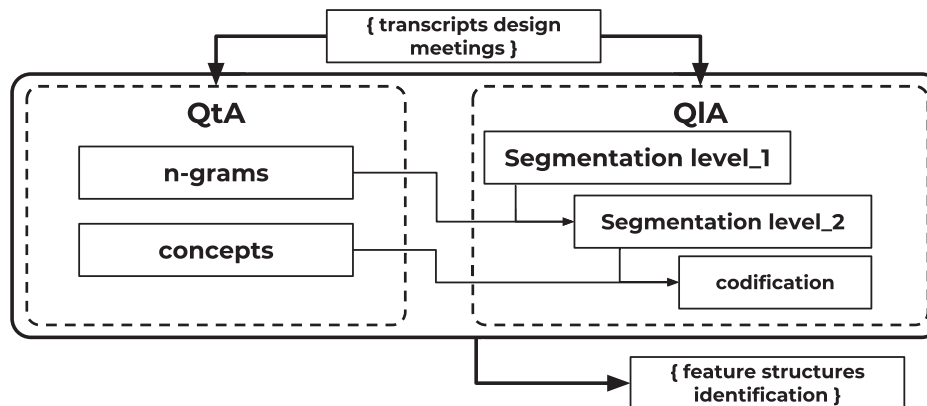 { transcripts design
meetings }
QtA
n-grams
concepts
QlA
Segmentation level_1
Segmentation level_2
codification
{ feature structures
identification }